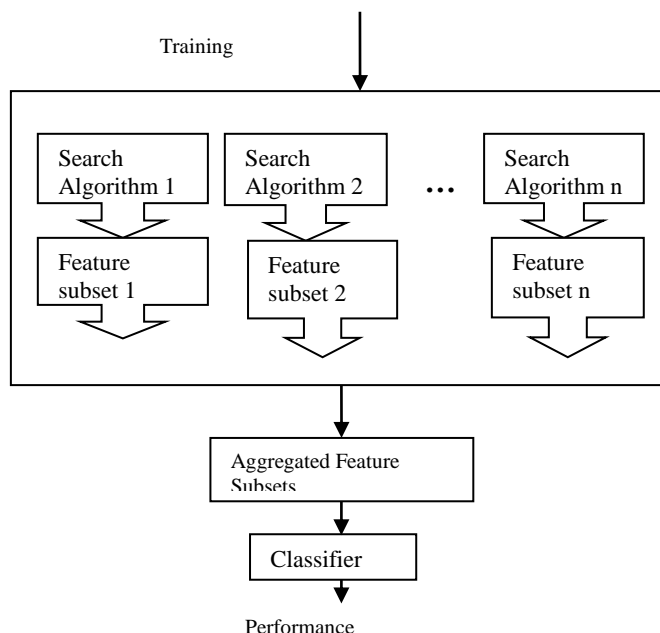 Training
Search
Algorithm 1
Search
Algorithm 2
...
Search
Algorithm n
Feature
subset 1
Feature
subset 2
Feature
subset n
Aggregated Feature
Subsets
Classifier
Performance